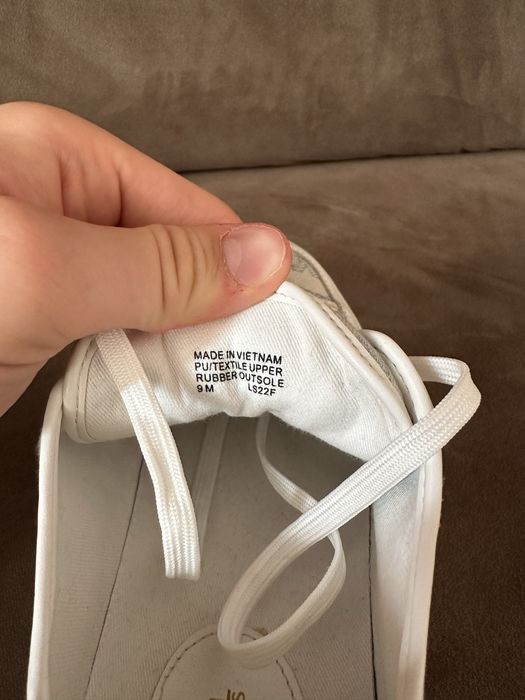 MADE IN VIETNAM
PU/TEXTILE UPPER
RUBBER OUTSOLE
9 M LS22F